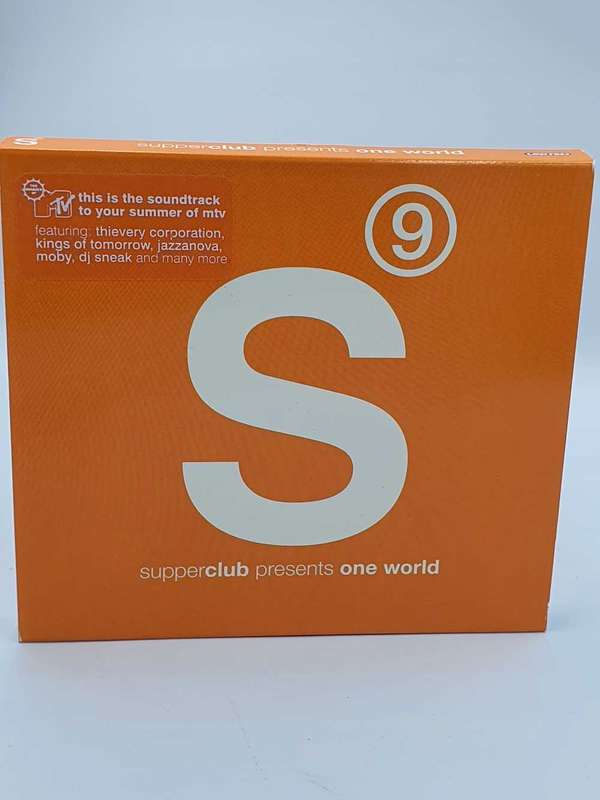 S
supperclub presents one world
MTV
this is the soundtrack
to your summer of mtv
featuring: thievery corporation,
kings of tomorrow, jazzanova,
moby, dj sneak and many more
9
S
supperclub presents one world